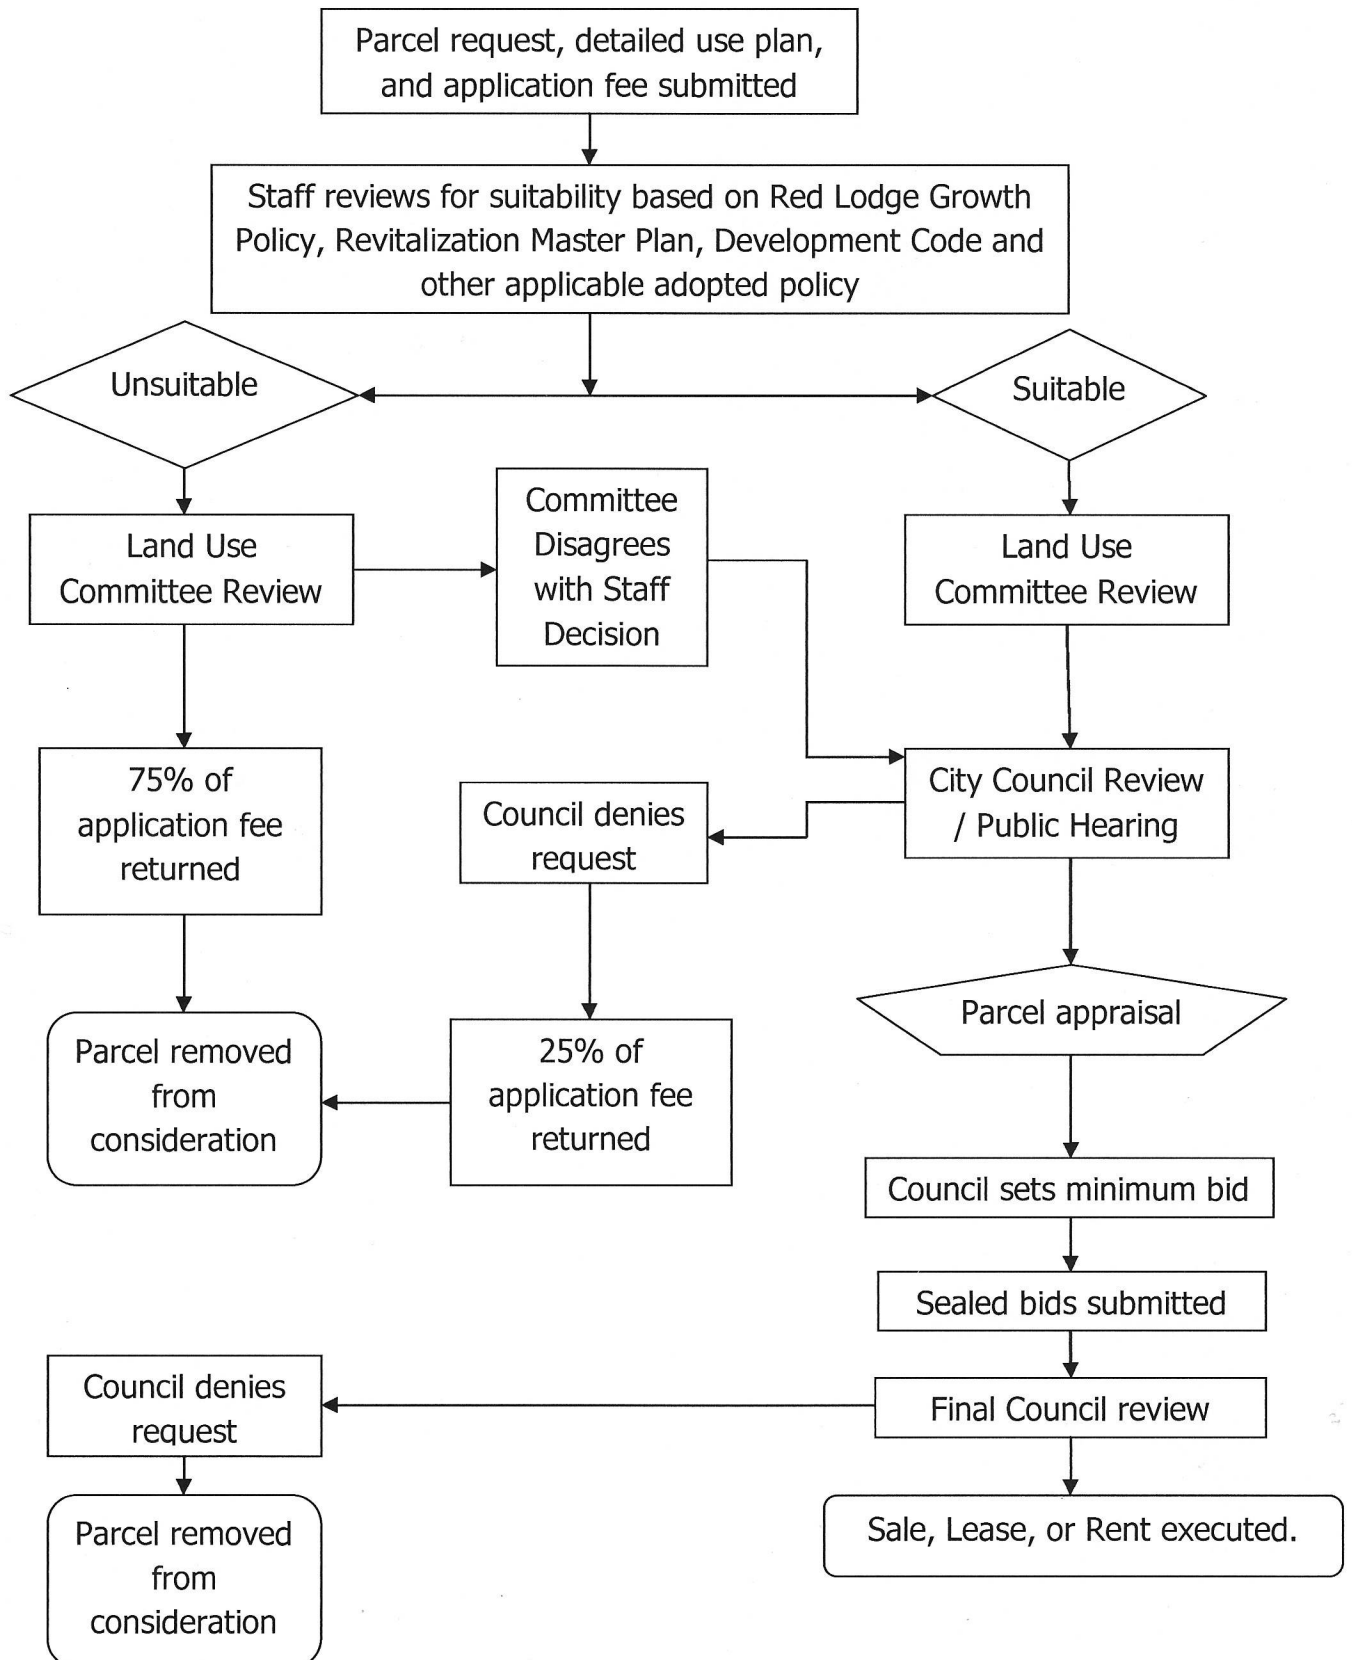 Parcel request, detailed use plan,
and application fee submitted
Staff reviews for suitability based on Red Lodge Growth
Policy, Revitalization Master Plan, Development Code and
other applicable adopted policy
Unsuitable
Suitable
Land Use
Committee Review
Committee
Disagrees
with Staff
Decision
Land Use
Committee Review
75% of
application fee
returned
Council denies
request
City Council Review
/ Public Hearing
Parcel appraisal
Parcel removed
from
consideration
25% of
application fee
returned
Council sets minimum bid
Sealed bids submitted
Council denies
request
Final Council review
Parcel removed
from
consideration
Sale, Lease, or Rent executed.